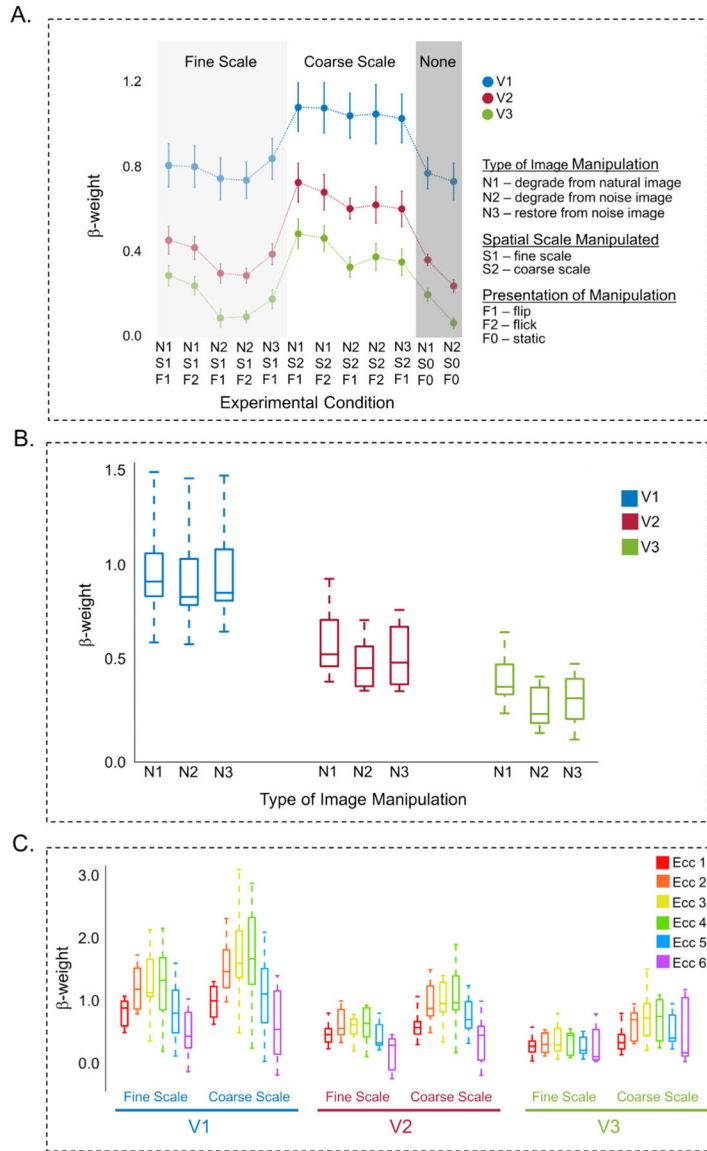 A.
Fine Scale Coarse Scale None
1.2
0.8
0.4
0.0
β-weight
V1
V2
V3
Type of Image Manipulation
N1 – degrade from natural image
N2 – degrade from noise image
N3 – restore from noise image
Spatial Scale Manipulated
S1 – fine scale
S2 – coarse scale
Presentation of Manipulation
F1 – flip
F2 – flick
F0 – static
N1 N1 N2 N2 N3 N1 N1 N2 N2 N3 N1 N2
S1 S1 S1 S1 S1 S2 S2 S2 S2 S2 S0 S0
F1 F2 F1 F2 F1 F1 F2 F1 F2 F1 F0 F0
Experimental Condition
B.
1.5
1.0
0.5
0.0
β-weight
V1
V2
V3
N1 N2 N3 N1 N2 N3 N1 N2 N3
Type of Image Manipulation
C.
3.0
2.0
1.0
0.0
β-weight
Ecc 1
Ecc 2
Ecc 3
Ecc 4
Ecc 5
Ecc 6
Fine Scale Coarse Scale Fine Scale Coarse Scale Fine Scale Coarse Scale
V1 V2 V3